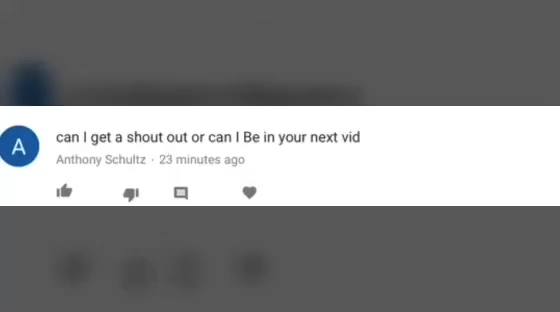 A
can I get a shout out or can I Be in your next vid
Anthony Schultz · 23 minutes ago